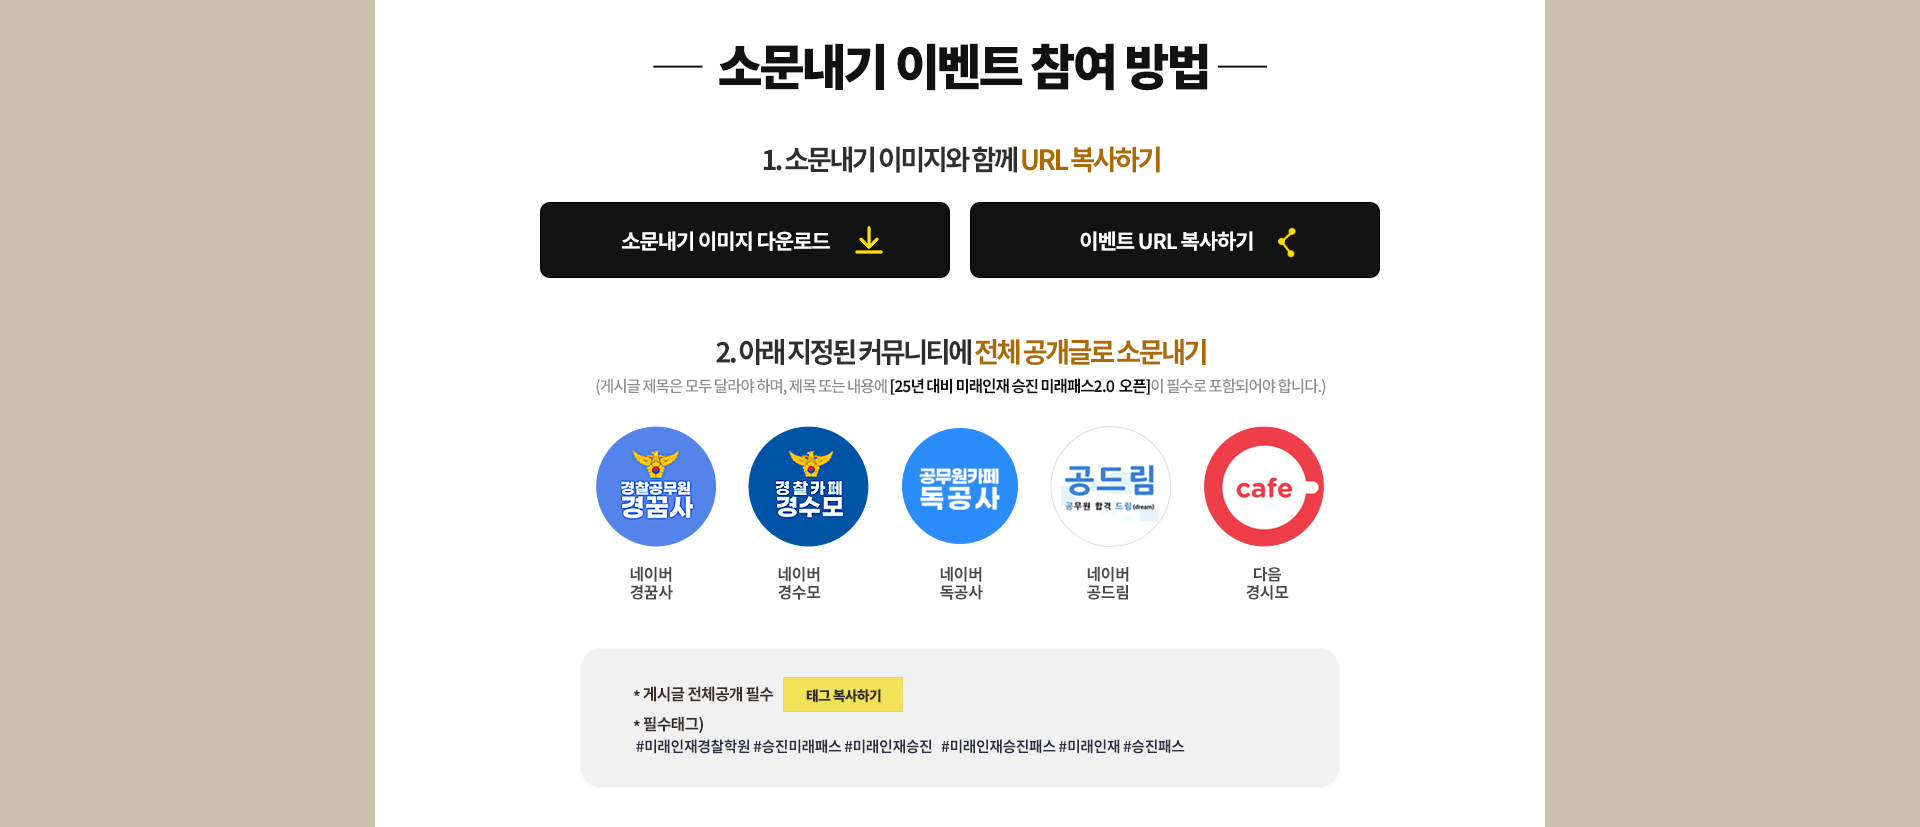 소문내기 이벤트 참여 방법
1. 소문내기 이미지와 함께 URL 복사하기
소문내기 이미지 다운로드
이벤트 URL 복사하기
2. 아래 지정된 커뮤니티에 전체 공개글로 소문내기
(게시글 제목은 모두 달라야 하며, 제목 또는 내용에 [25년 대비 미래인재 승진 미래패스2.0 오픈]이 필수로 포함되어야 합니다.)
경찰공무원
경꿈사
경찰카페
경수모
공무원카페
독공사
공드림
공무원 합격 드림(dream)
cafe
네이버
경꿈사
네이버
경수모
네이버
독공사
네이버
공드림
다음
경시모
* 게시글 전체공개 필수
태그 복사하기
* 필수태그)
#미래인재경찰학원 #승진미래패스 #미래인재승진 #미래인재승진패스 #미래인재 #승진패스